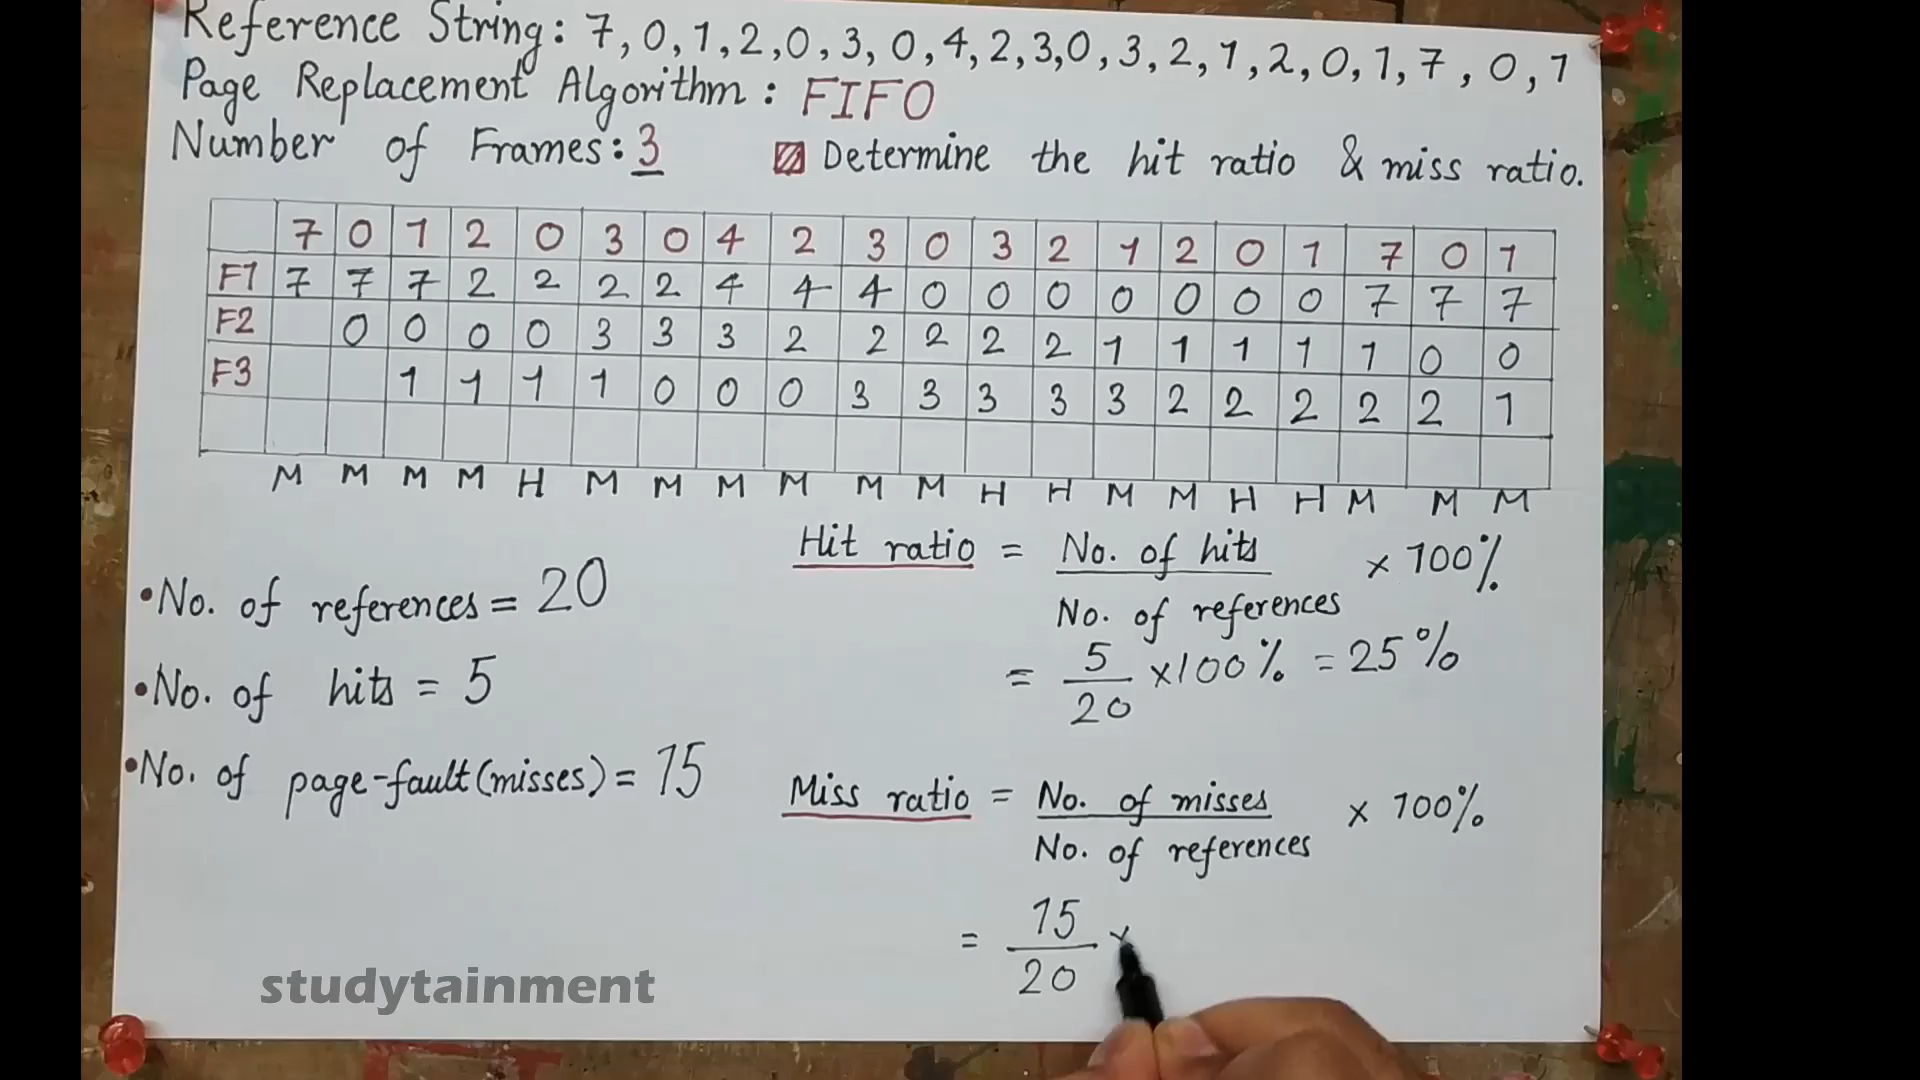 Reference String: 7, 0, 1, 2, 0, 3, 0, 4, 2, 3, 0, 3, 2, 1, 2, 0, 1, 7, 0, 1
Page Replacement Algorithm: FIFO
Number of Frames: 3 Determine the hit ratio & miss ratio.
7 0 1 2 0 3 0 4 2 3 0 3 2 1 2 0 1 7 0 1
F1 7 7 7 2 2 2 2 4 4 4 0 0 0 0 0 0 0 7 7 7
F2 0 0 0 0 3 3 3 2 2 2 2 2 1 1 1 1 1 0 0
F3 1 1 1 1 0 0 0 3 3 3 3 3 2 2 2 2 2 1
M M M M H M M M M M M H H M M H H M M M
Hit ratio = No. of hits × 100%
No. of references
= 5 ×100% = 25%
20
• No. of references = 20
• No. of hits = 5
• No. of page-fault(misses) = 15
Miss ratio = No. of misses × 100%
No. of references
= 15 ×
20
studytainment